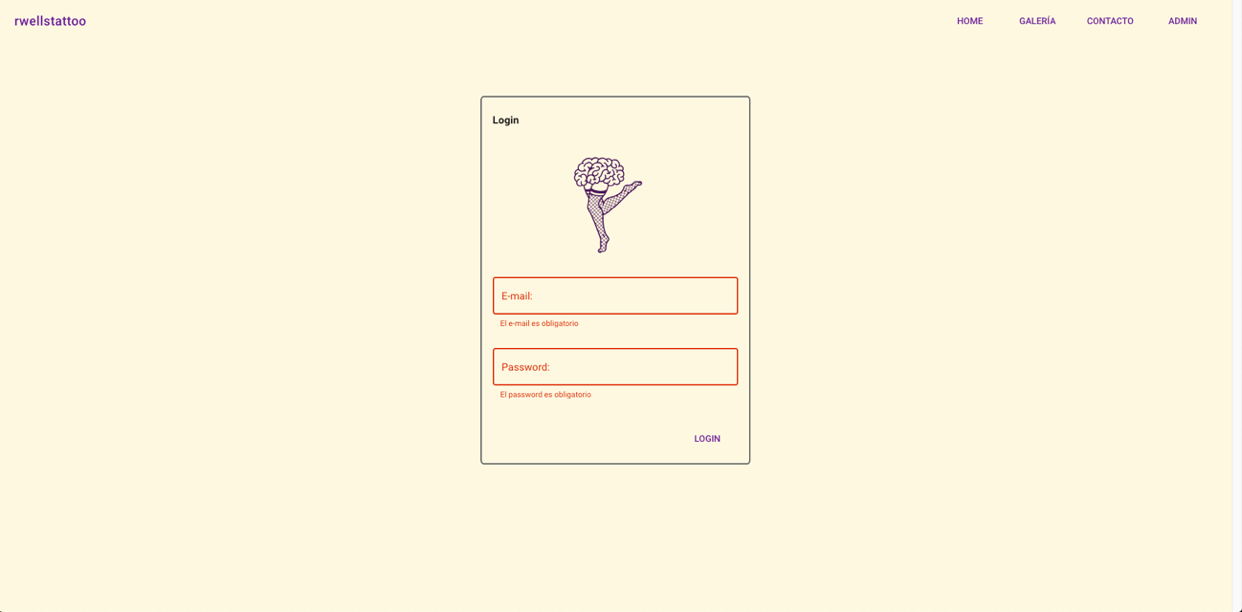 rwellstattoo
HOME GALERÍA CONTACTO ADMIN
Login
E-mail:
El e-mail es obligatorio
Password:
El password es obligatorio
LOGIN